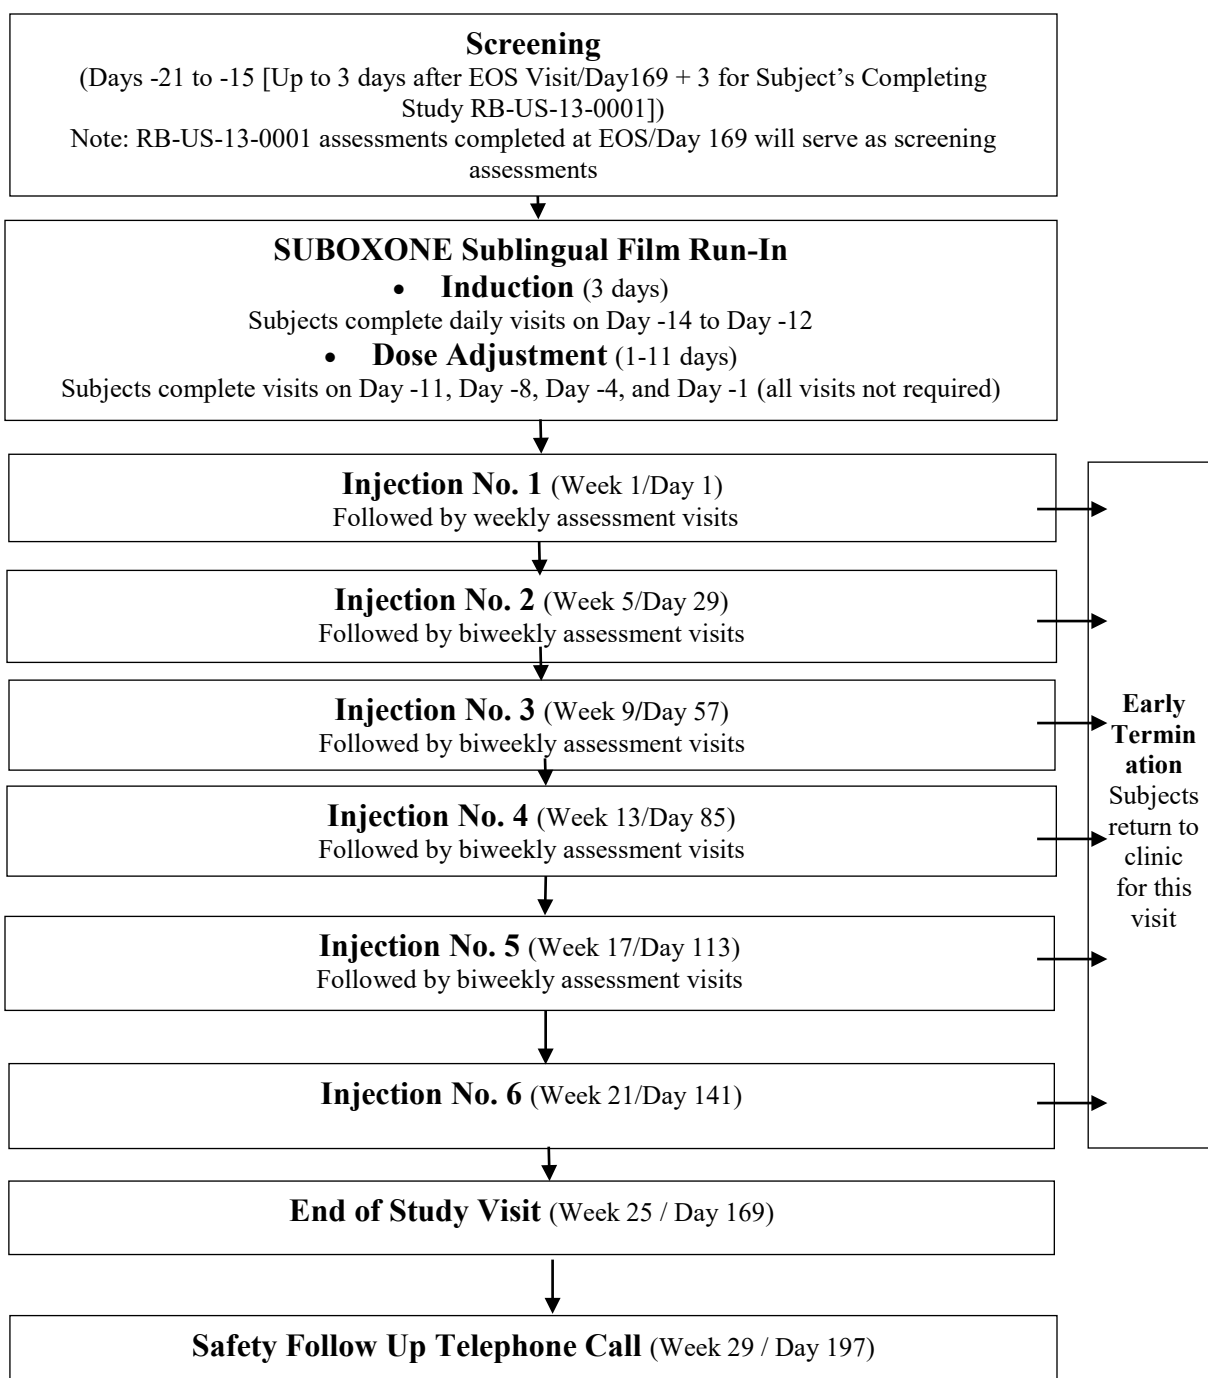 Screening
(Days -21 to -15 [Up to 3 days after EOS Visit/Day169 + 3 for Subject's Completing
Study RB-US-13-0001])
Note: RB-US-13-0001 assessments completed at EOS/Day 169 will serve as screening
assessments
SUBOXONE Sublingual Film Run-In
• Induction (3 days)
Subjects complete daily visits on Day -14 to Day -12
• Dose Adjustment (1-11 days)
Subjects complete visits on Day -11, Day -8, Day -4, and Day -1 (all visits not required)
Injection No. 1 (Week 1/Day 1)
Followed by weekly assessment visits
Injection No. 2 (Week 5/Day 29)
Followed by biweekly assessment visits
Injection No. 3 (Week 9/Day 57)
Followed by biweekly assessment visits
Injection No. 4 (Week 13/Day 85)
Followed by biweekly assessment visits
Injection No. 5 (Week 17/Day 113)
Followed by biweekly assessment visits
Injection No. 6 (Week 21/Day 141)
End of Study Visit (Week 25 / Day 169)
Safety Follow Up Telephone Call (Week 29 / Day 197)
Early
Termin
ation
Subjects
return to
clinic
for this
visit